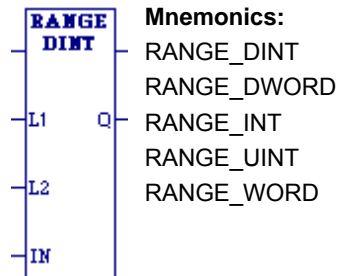 RANGE
DINT
L1 Q
L2
IN
Mnemonics:
RANGE_DINT
RANGE_DWORD
RANGE_INT
RANGE_UINT
RANGE_WORD